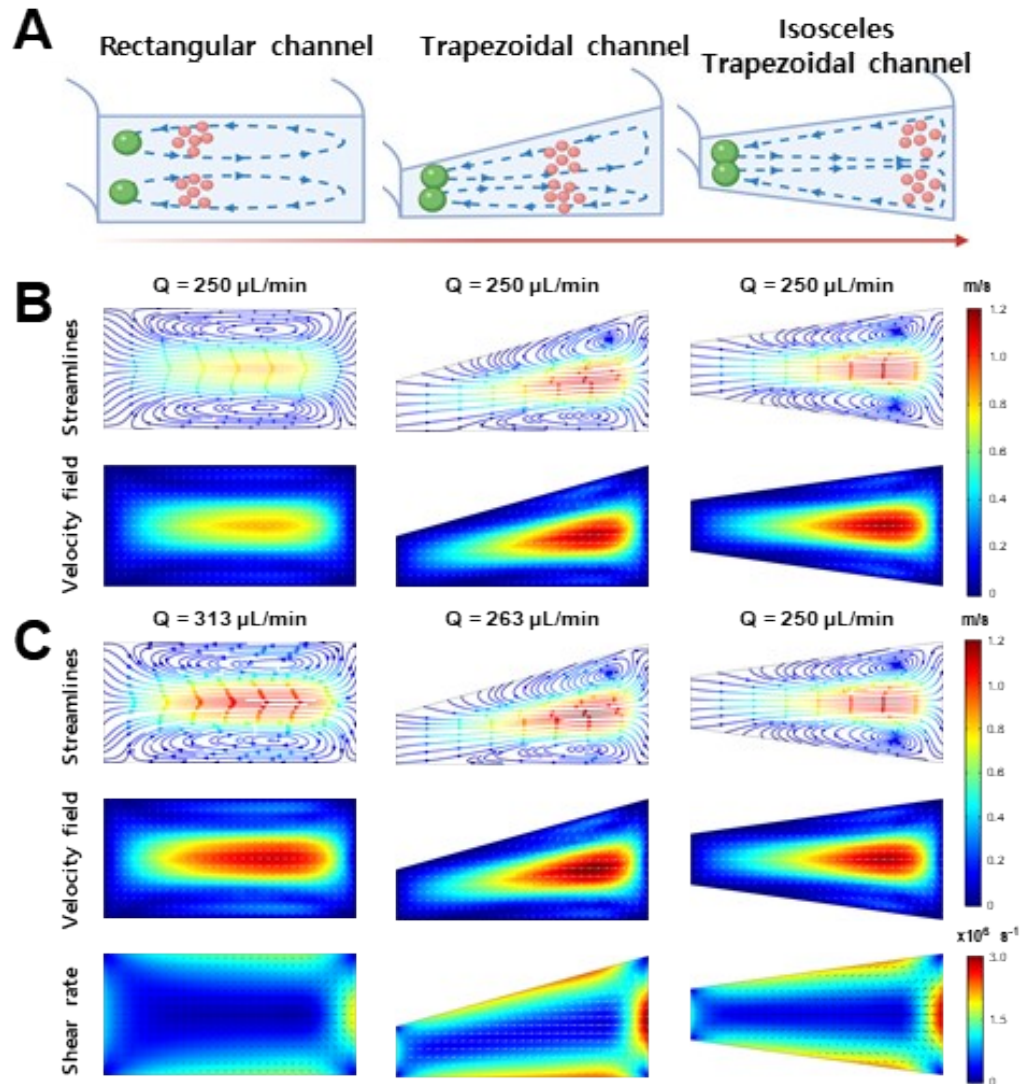 A
Rectangular channel
Trapezoidal channel
Isosceles
Trapezoidal channel
B
Q = 250 µL/min
Q = 250 µL/min
Q = 250 µL/min
m/s
Streamlines
1.2
1.0
0.8
0.6
0.4
0.2
0
Velocity field
C
Q = 313 µL/min
Q = 263 µL/min
Q = 250 µL/min
m/s
Streamlines
1.2
1.0
0.8
0.6
0.4
0.2
0
Velocity field
x10⁶ s⁻¹
Shear rate
3.0
1.5
0